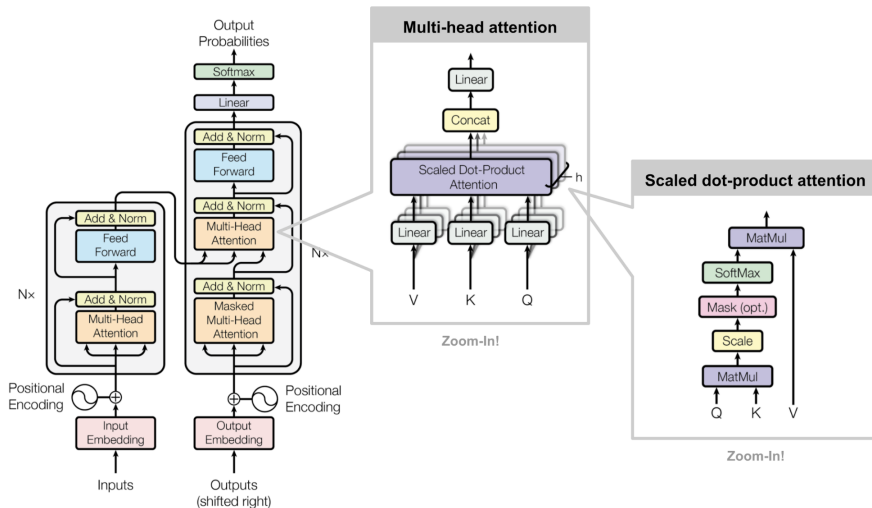 Output
Probabilities
Softmax
Linear
Add & Norm
Feed
Forward
Add & Norm
Multi-Head
Attention
Add & Norm
Masked
Multi-Head
Attention
N×
Positional
Encoding
Output
Embedding
Outputs
(shifted right)
Add & Norm
Feed
Forward
N×
Add & Norm
Multi-Head
Attention
Positional
Encoding
Input
Embedding
Inputs
Multi-head attention
Linear
Concat
Scaled Dot-Product
Attention
h
Linear
Linear
Linear
V
K
Q
Zoom-In!
Scaled dot-product attention
MatMul
SoftMax
Mask (opt.)
Scale
MatMul
Q
K
V
Zoom-In!